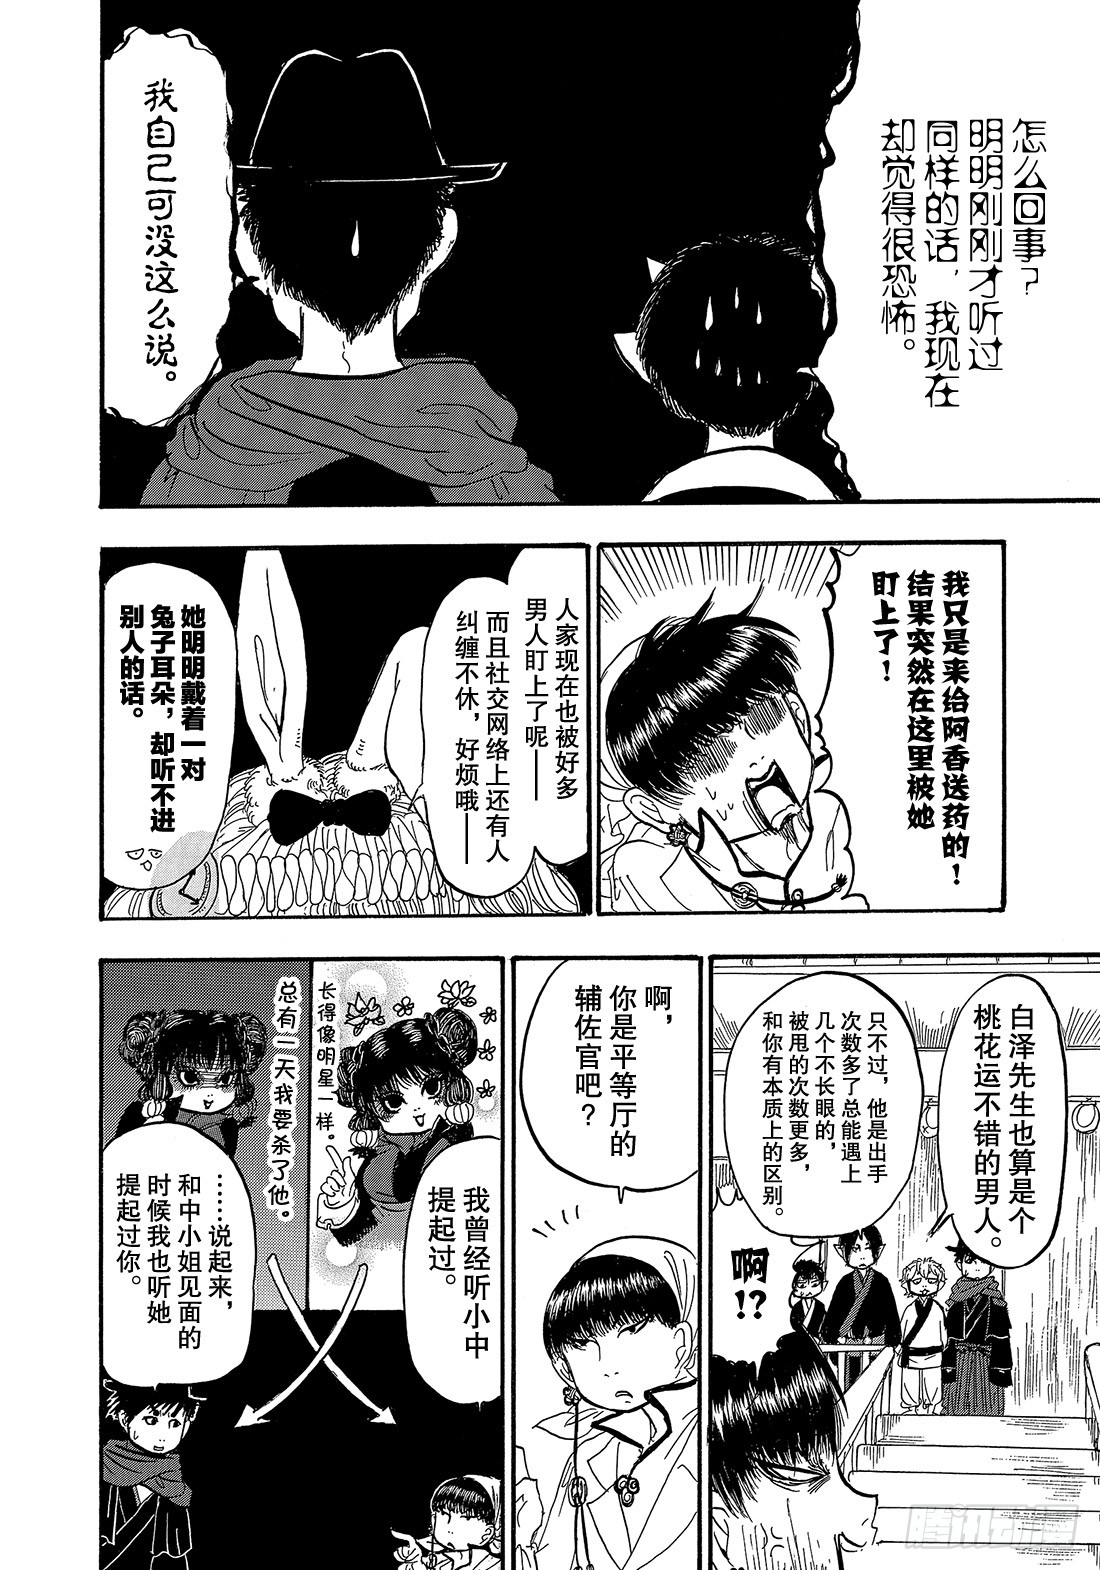 怎么回事？
明明刚刚才听过
同样的话，我现在
却觉得很恐怖。
我自己可没这么说。
我只是来给阿香送药的！
结果突然在这里被她
盯上了！
人家现在也被好多
男人盯上了呢——
而且社交网络上还有人
纠缠不休，好烦哦——
她明明戴着一对
兔子耳朵，却听不进
别人的话。
白泽先生也算是个
桃花运不错的男人。
只不过，他是出手
次数多了总能遇上
几个不长眼的，
被甩的次数更多，
和你有本质上的区别。
啊！？
啊，
你是平等厅的
辅佐官吧？
我曾经听小中
提起过。
长得像明星一样。
总有一天我要杀了他。
……说起来，
和中小姐见面的
时候我也听她
提起过你。
腾讯动漫